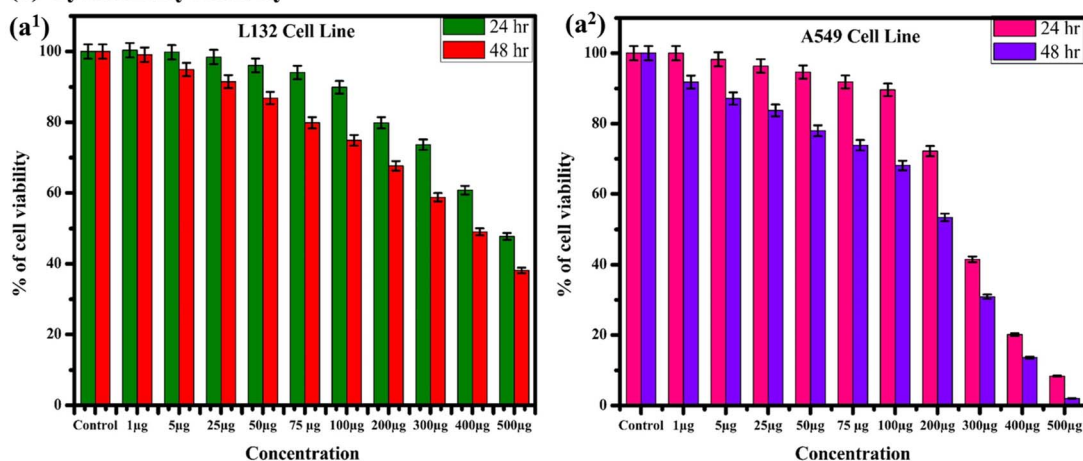 (a¹)
L132 Cell Line
24 hr
48 hr
% of cell viability
100
80
60
40
20
0
Control 1µg 5µg 25µg 50µg 75 µg 100µg 200µg 300µg 400µg 500µg
Concentration
(a²)
A549 Cell Line
24 hr
48 hr
% of cell viability
100
80
60
40
20
0
Control 1µg 5µg 25µg 50µg 75 µg 100µg 200µg 300µg 400µg 500µg
Concentration